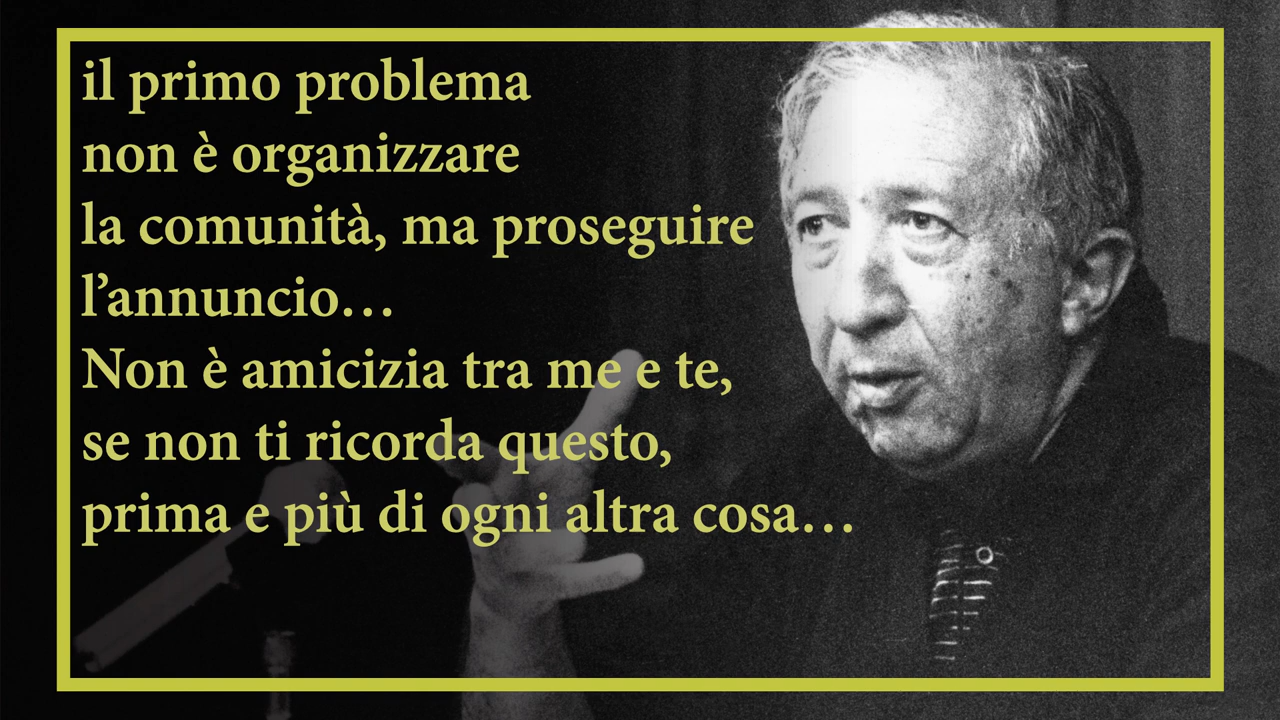 il primo problema
non è organizzare
la comunità, ma proseguire
l’annuncio…
Non è amicizia tra me e te,
se non ti ricorda questo,
prima e più di ogni altra cosa…